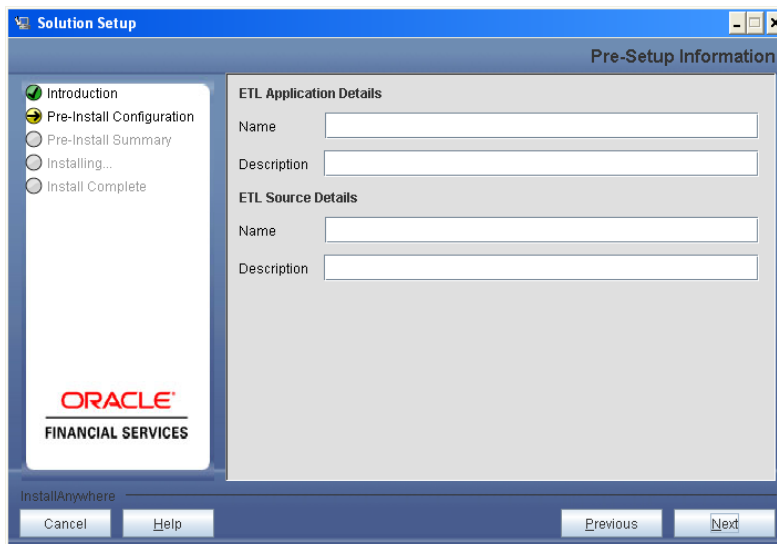 Solution Setup
Pre-Setup Information
Introduction
Pre-Install Configuration
Pre-Install Summary
Installing...
Install Complete
ORACLE
FINANCIAL SERVICES
ETL Application Details
Name
Description
ETL Source Details
Name
Description
InstallAnywhere
Cancel
Help
Previous
Next